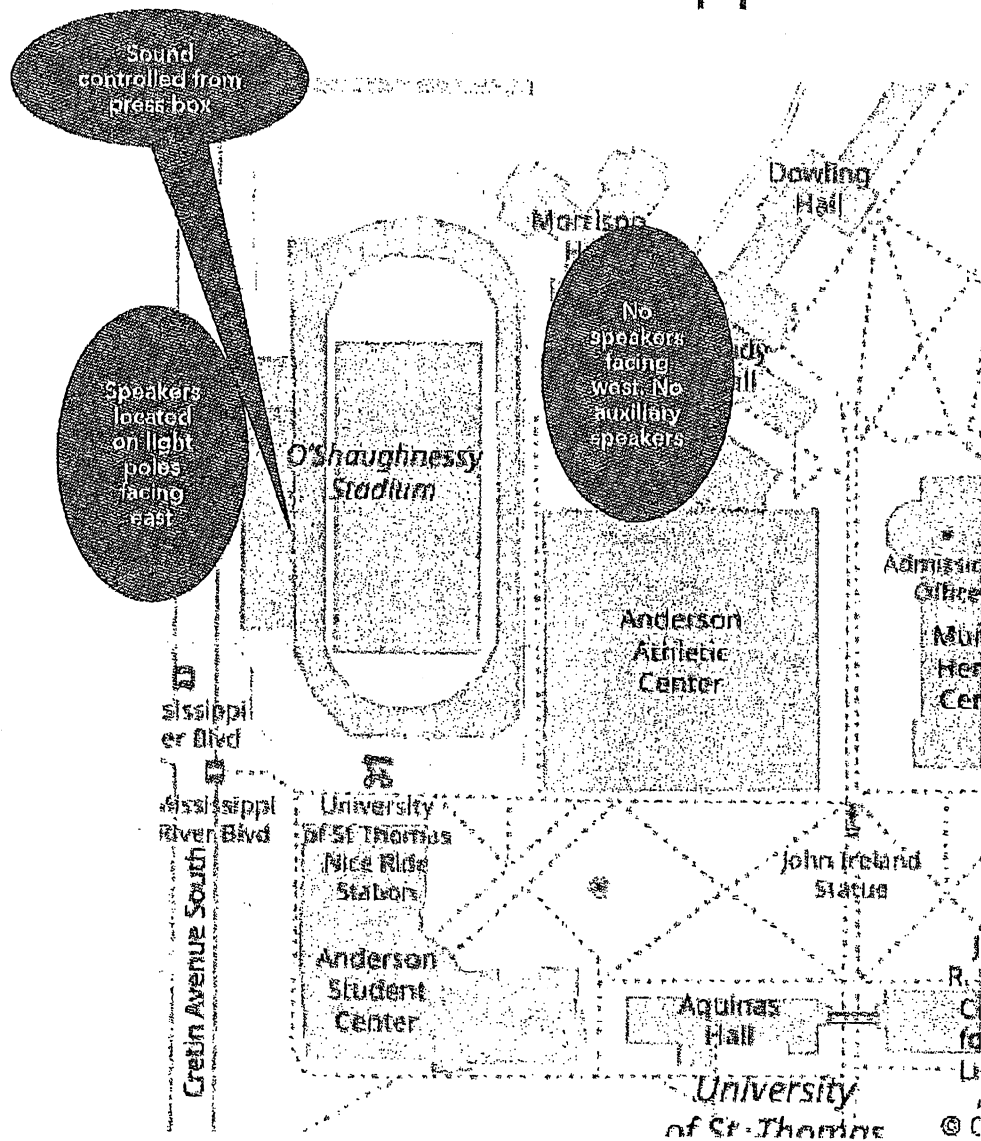 Sound
controlled from
press box
Dowling
Hall
Morrison
No
speakers
facing
west. No
auxiliary
speakers
Speakers
located
on light
poles
facing
east
O'Shaughnessy
Stadium
Anderson
Athletic
Center
Office
sissippi
er Blvd
Mississippi
River Blvd
University
of St Thomas
Nice Ride
Station
John Ireland
Statue
Cretin Avenue South
Anderson
Student
Center
Aquinas
Hall
R.
University
of St. Thomas
©